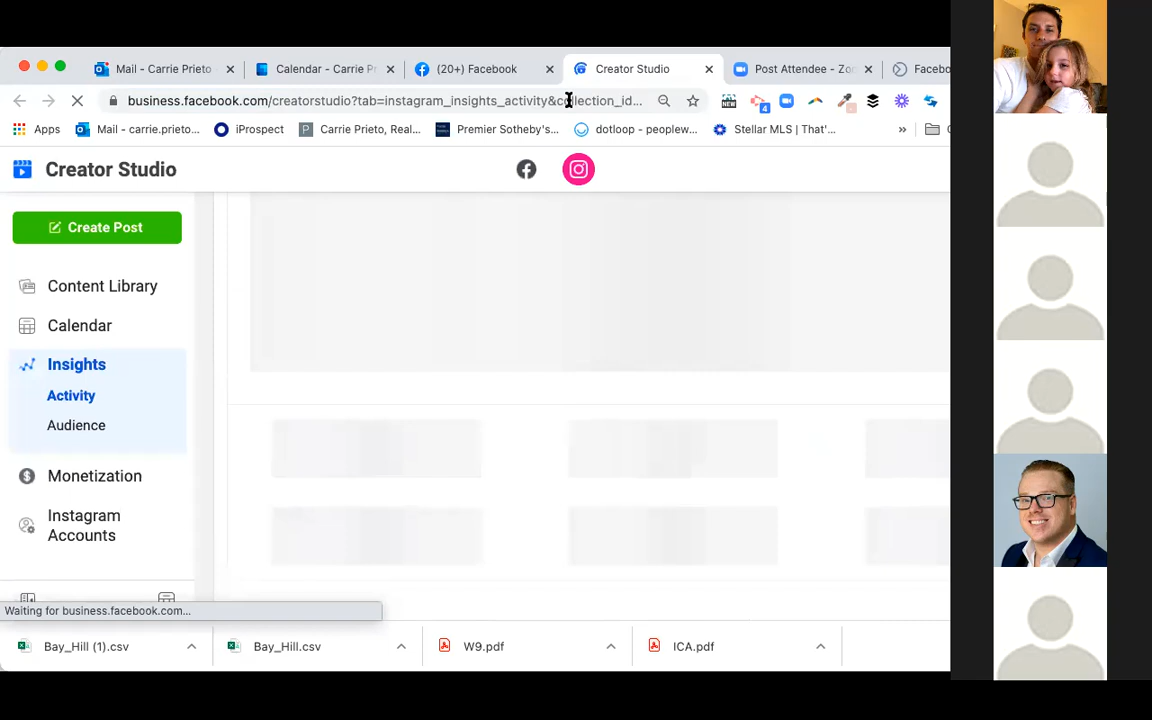 Mail - Carrie Prieto
Calendar - Carrie P
(20+) Facebook
Creator Studio
Post Attendee - Zo
Facebo
business.facebook.com/creatorstudio?tab=instagram_insights_activity&collection_id...
NEW
4
Apps
Mail - carrie.prieto...
iProspect
Carrie Prieto, Real...
Premier Sotheby's...
dotloop - peoplew...
Stellar MLS | That'...
»
Creator Studio
Create Post
Content Library
Calendar
Insights
Activity
Audience
Monetization
Instagram
Accounts
Waiting for business.facebook.com...
Bay_Hill (1).csv
Bay_Hill.csv
W9.pdf
ICA.pdf